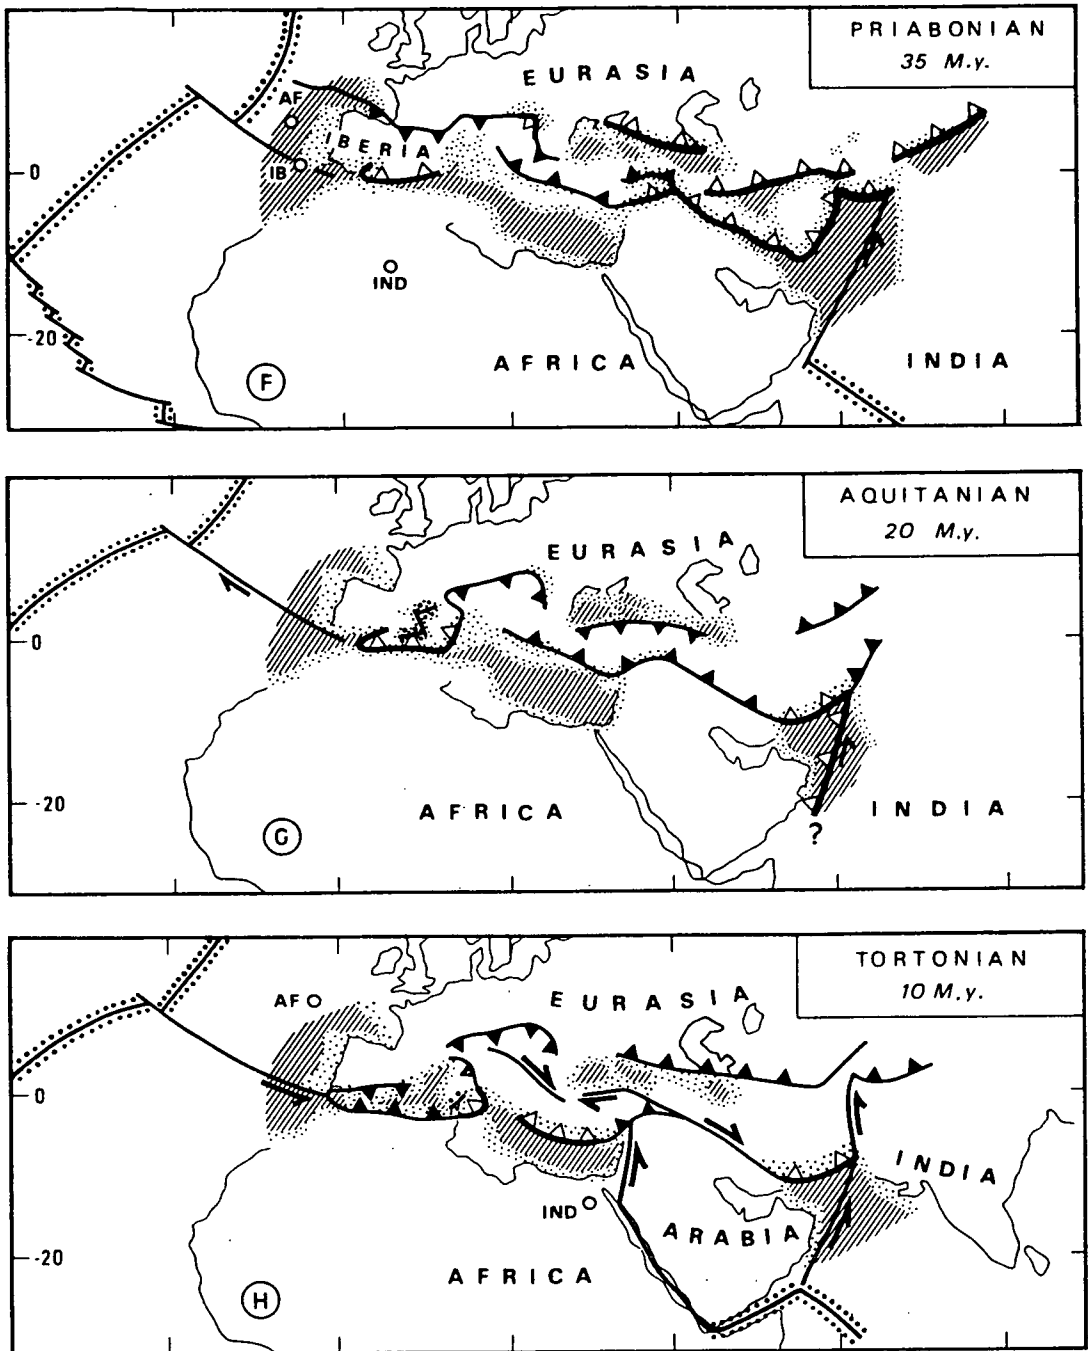 PRIABONIAN
35 M.y.
EURASIA
AF
IBERIA
0
IB
IND
-20
AFRICA
INDIA
F
AQUITANIAN
20 M.y.
EURASIA
0
-20
AFRICA
INDIA
?
G
TORTONIAN
10 M.y.
AF
EURASIA
0
INDIA
IND
ARABIA
-20
AFRICA
H